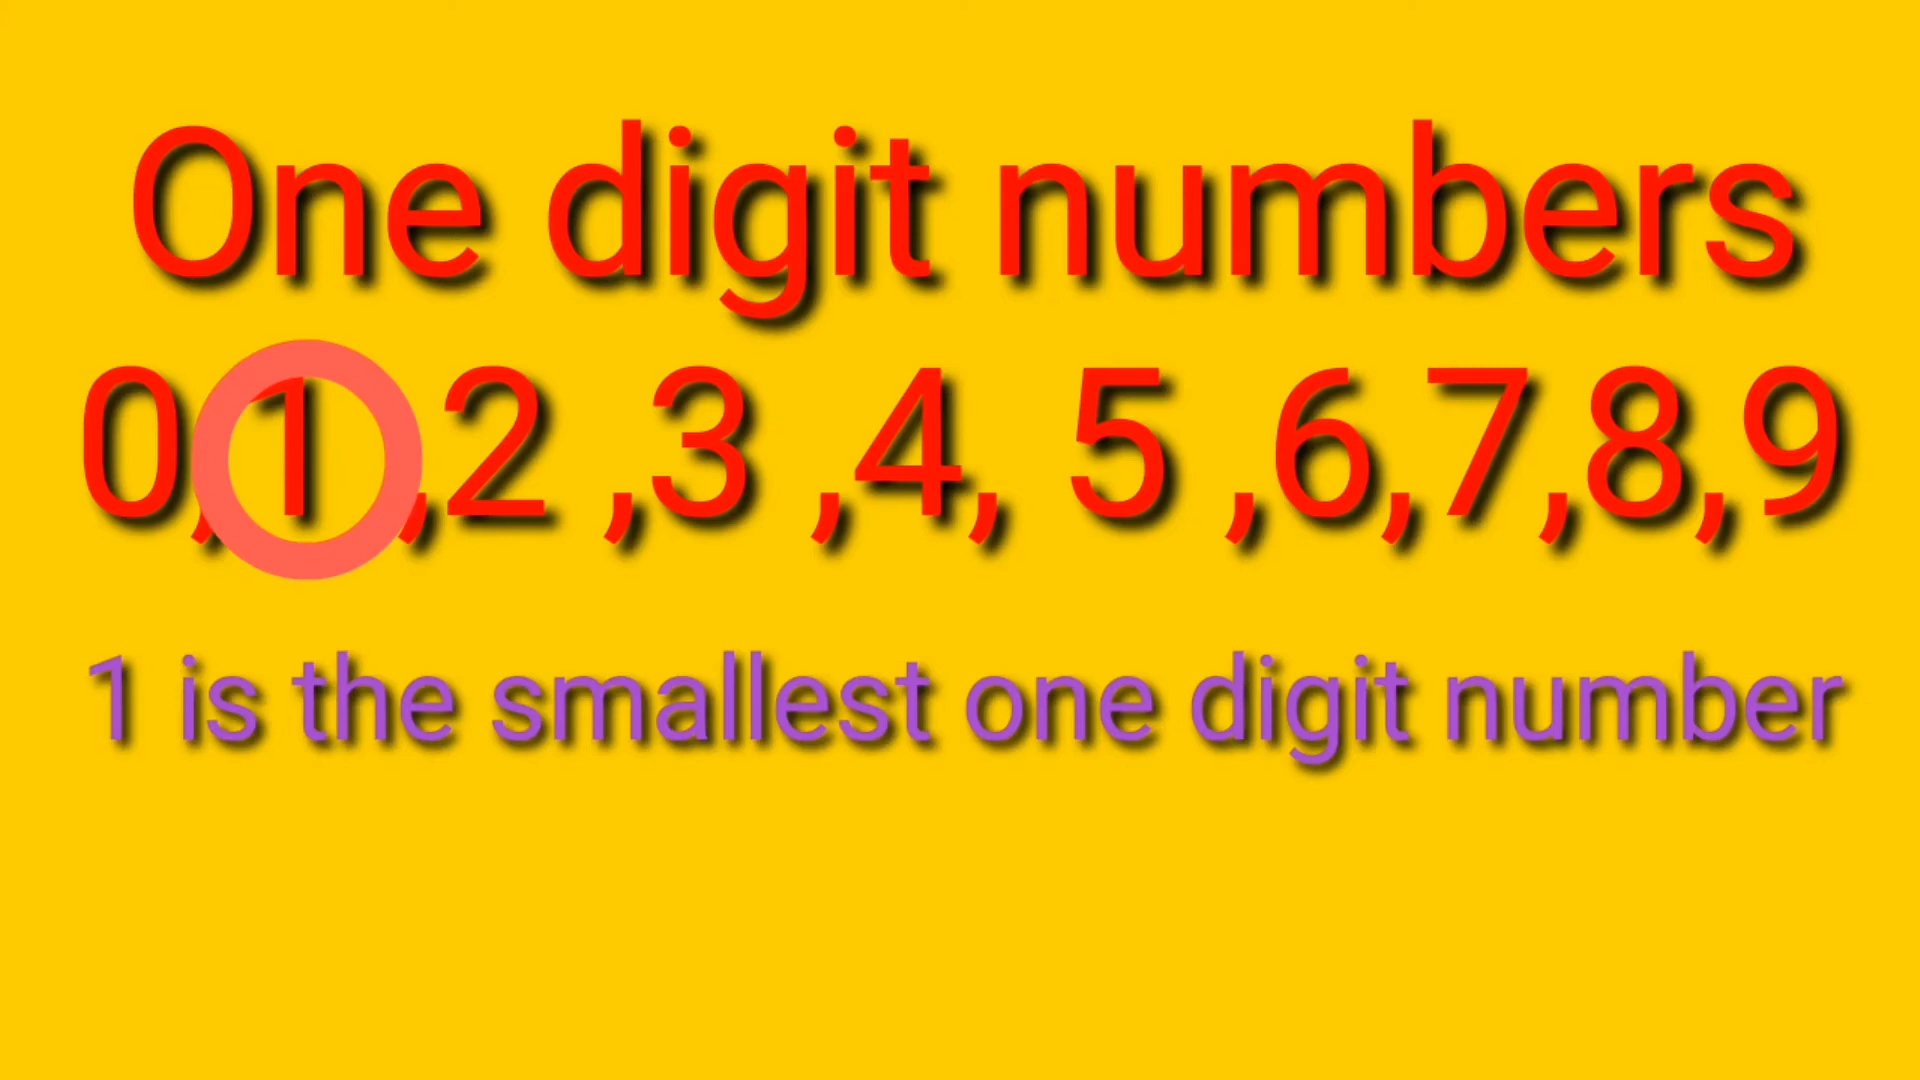 One digit numbers
0,1 ,2 ,3 ,4, 5 ,6,7,8,9
1 is the smallest one digit number